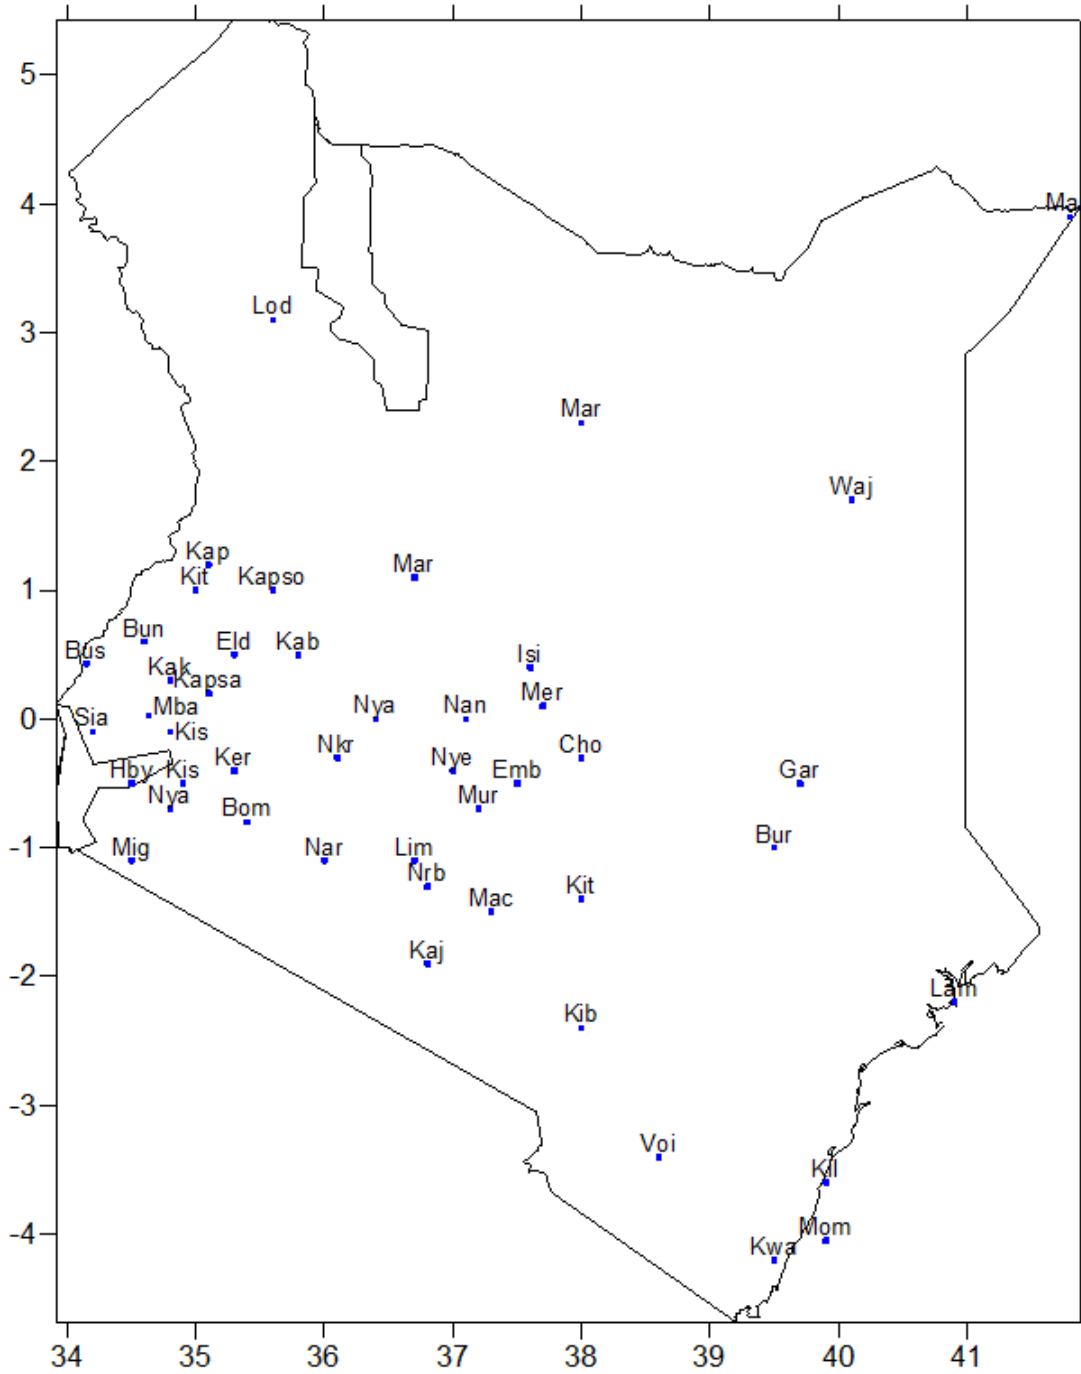 5
4
Ma
Lod
3
Mar
2
Waj
Kap
Mar
Kit
Kapso
1
Bun
Eld
Kab
Bus
Isi
Kak
Kapsa
Mer
Nya
Nan
Mba
Sia
0
Kis
Nkr
Cho
Ker
Nye
Hby
Kis
Emb
Gar
Nya
Mur
Bom
Bur
-1
Mig
Nar
Lim
Nrb
Kit
Mac
Kaj
-2
Lam
Kib
-3
Voi
Kil
Mom
-4
Kwa
34 35 36 37 38 39 40 41